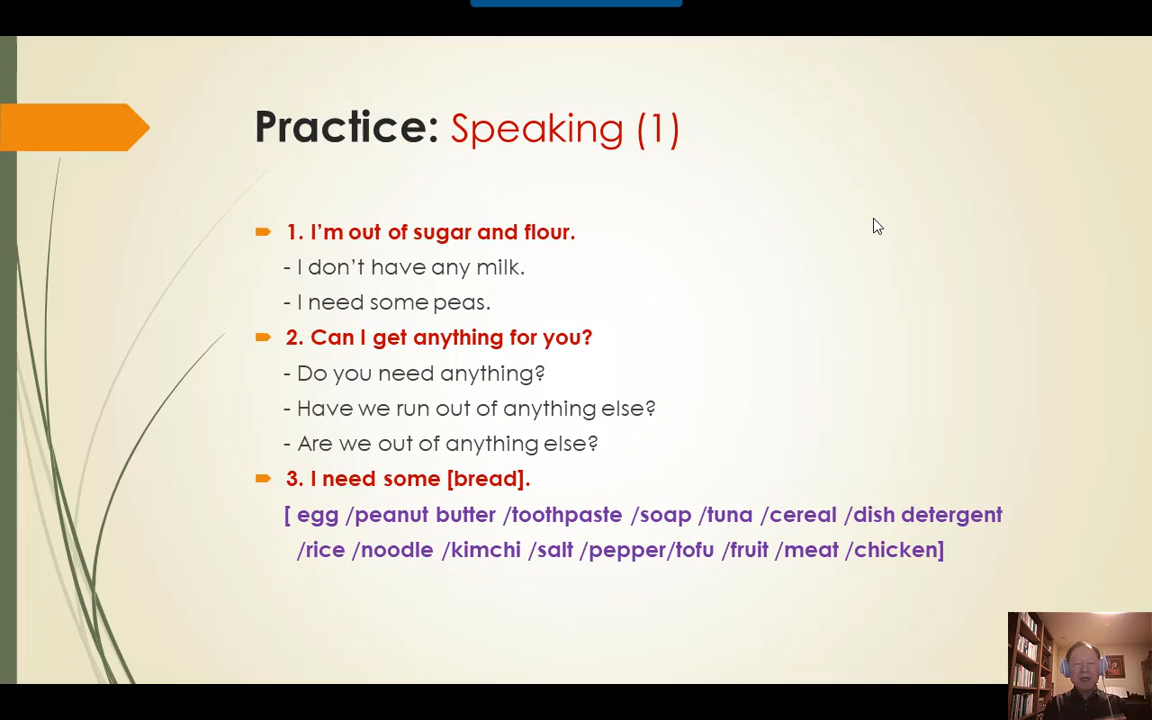 Practice: Speaking (1)
1. I’m out of sugar and flour.
- I don’t have any milk.
- I need some peas.
2. Can I get anything for you?
- Do you need anything?
- Have we run out of anything else?
- Are we out of anything else?
3. I need some [bread].
[ egg /peanut butter /toothpaste /soap /tuna /cereal /dish detergent
/rice /noodle /kimchi /salt /pepper/tofu /fruit /meat /chicken]